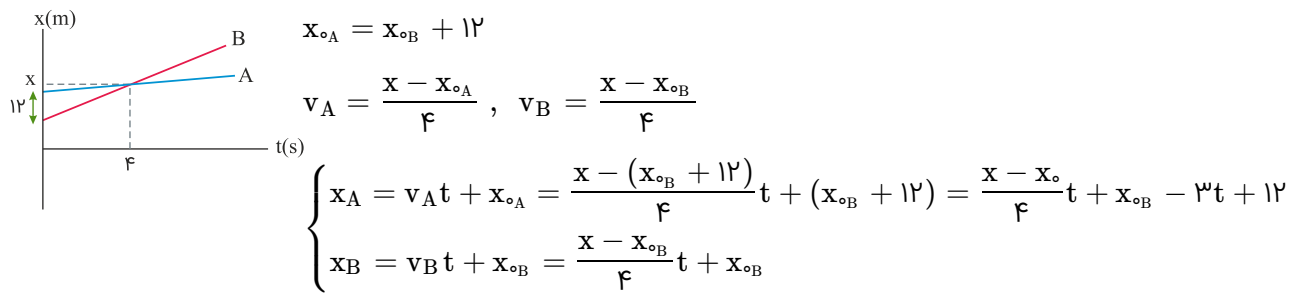 x(m)
B
A
x
۱۲
t(s)
۴
x∘A = x∘B + ۱۲
vA = (x − x∘A)/۴ , vB = (x − x∘B)/۴
xA = vAt + x∘A = (x − (x∘B + ۱۲))/۴ t + (x∘B + ۱۲) = (x − x∘)/۴ t + x∘B − ۳t + ۱۲
xB = vBt + x∘B = (x − x∘B)/۴ t + x∘B